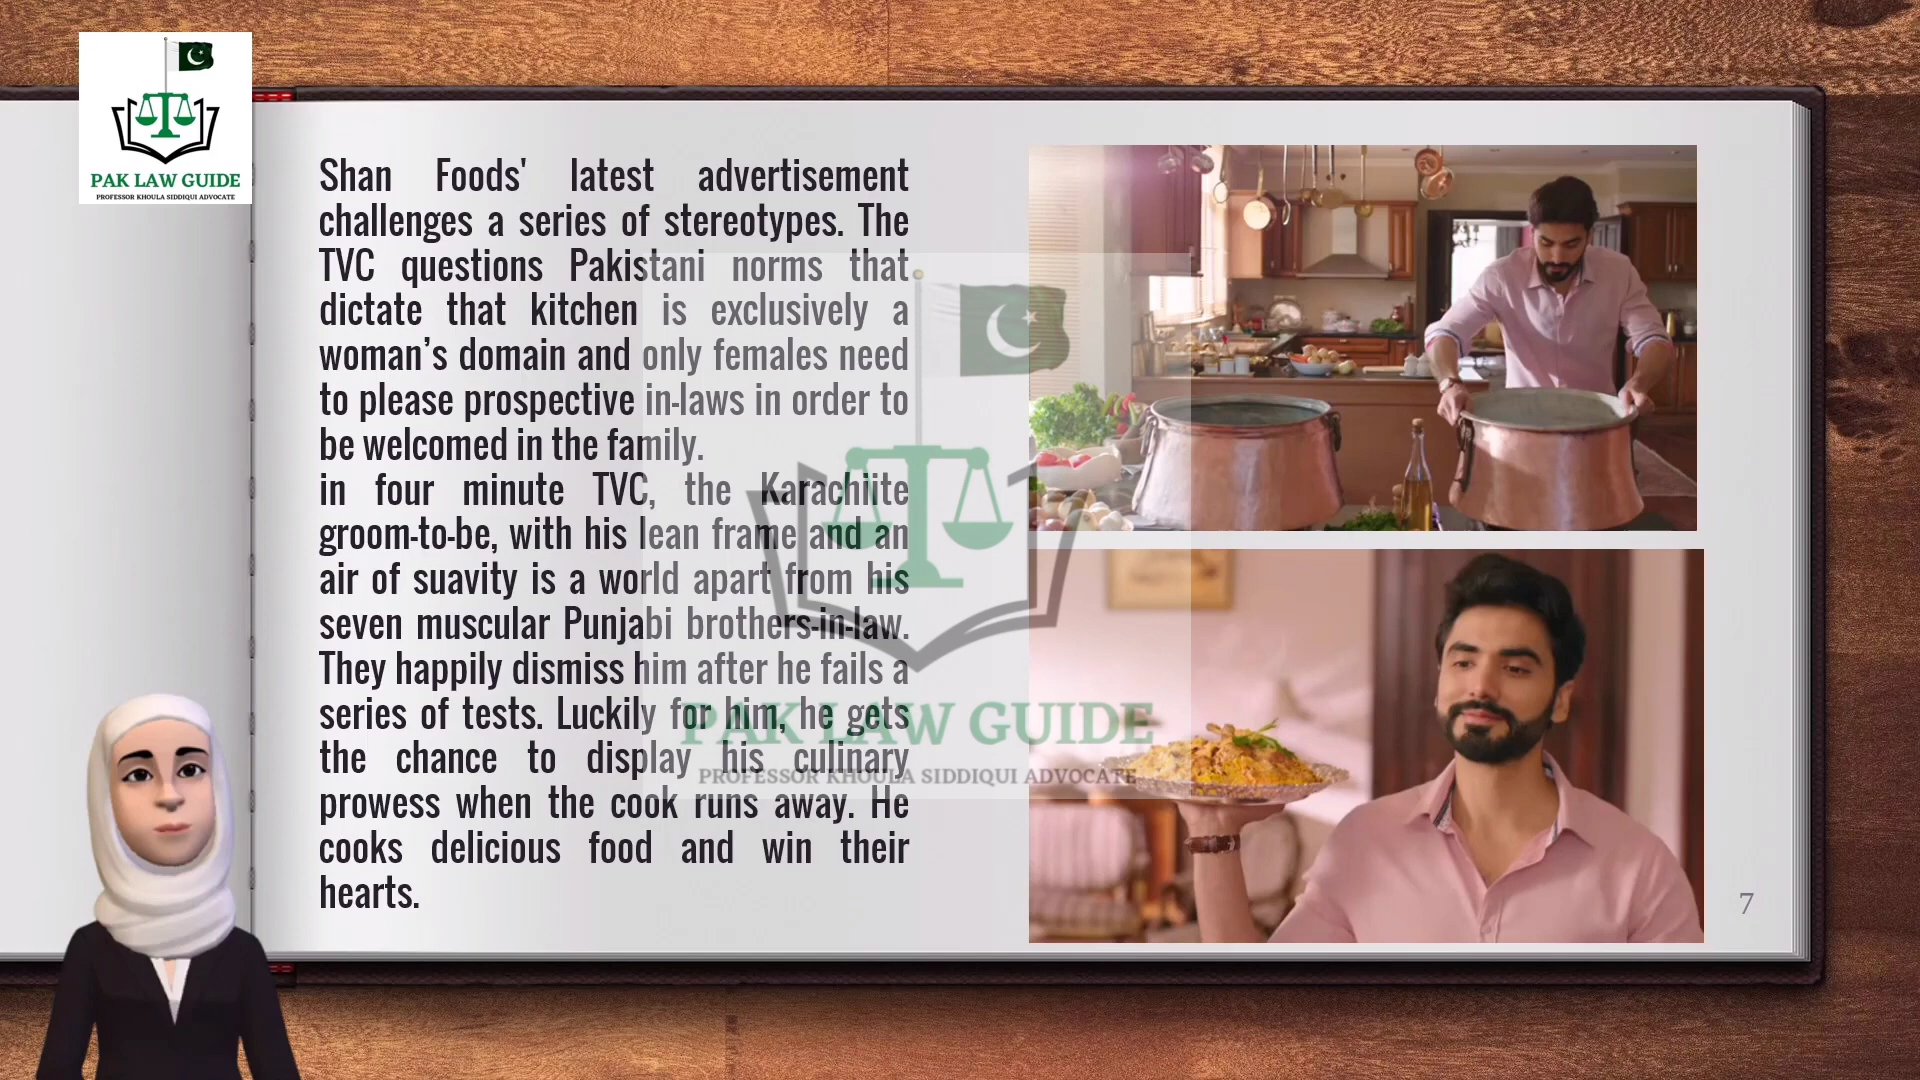 PAK LAW GUIDE
PROFESSOR KHOULA SIDDIQUI ADVOCATE
Shan Foods' latest advertisement
challenges a series of stereotypes. The
TVC questions Pakistani norms that
dictate that kitchen is exclusively a
woman’s domain and only females need
to please prospective in-laws in order to
be welcomed in the family.
in four minute TVC, the Karachiite
groom-to-be, with his lean frame and an
air of suavity is a world apart from his
seven muscular Punjabi brothers-in-law.
They happily dismiss him after he fails a
series of tests. Luckily for him, he gets
the chance to display his culinary
prowess when the cook runs away. He
cooks delicious food and win their
hearts.
PAK LAW GUIDE
PROFESSOR KHOULA SIDDIQUI ADVOCATE
7